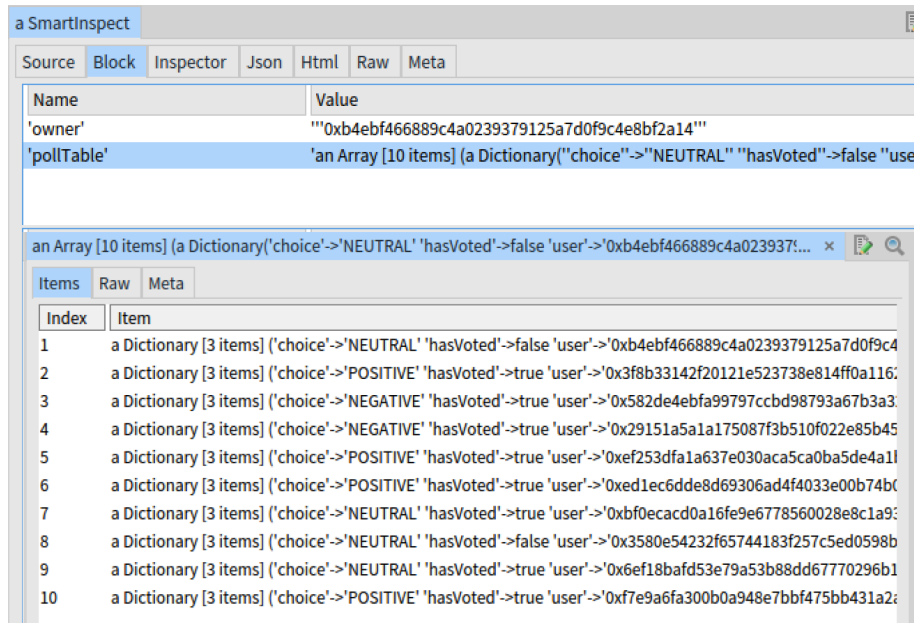 a SmartInspect
Source Block Inspector Json Html Raw Meta
Name Value
'owner' '''0xb4ebf466889c4a0239379125a7d0f9c4e8bf2a14'''
'pollTable' 'an Array [10 items] (a Dictionary(''choice''->''NEUTRAL'' ''hasVoted''->false ''use
an Array [10 items] (a Dictionary('choice'->'NEUTRAL' 'hasVoted'->false 'user'->'0xb4ebf466889c4a0239379... ×
Items Raw Meta
Index Item
1 a Dictionary [3 items] ('choice'->'NEUTRAL' 'hasVoted'->false 'user'->'0xb4ebf466889c4a0239379125a7d0f9c4
2 a Dictionary [3 items] ('choice'->'POSITIVE' 'hasVoted'->true 'user'->'0x3f8b33142f20121e523738e814ff0a1162
3 a Dictionary [3 items] ('choice'->'NEGATIVE' 'hasVoted'->true 'user'->'0x582de4ebfa99797ccbd98793a67b3a3
4 a Dictionary [3 items] ('choice'->'NEGATIVE' 'hasVoted'->true 'user'->'0x29151a5a1a175087f3b510f022e85b45
5 a Dictionary [3 items] ('choice'->'POSITIVE' 'hasVoted'->true 'user'->'0xef253dfa1a637e030aca5ca0ba5de4a1
6 a Dictionary [3 items] ('choice'->'POSITIVE' 'hasVoted'->true 'user'->'0xed1ec6dde8d69306ad4f4033e00b74b0
7 a Dictionary [3 items] ('choice'->'NEUTRAL' 'hasVoted'->true 'user'->'0xbf0ecacd0a16fe9e6778560028e8c1a93
8 a Dictionary [3 items] ('choice'->'NEUTRAL' 'hasVoted'->false 'user'->'0x3580e54232f65744183f257c5ed0598b
9 a Dictionary [3 items] ('choice'->'NEUTRAL' 'hasVoted'->true 'user'->'0x6ef18bafd53e79a53b88dd67770296b1
10 a Dictionary [3 items] ('choice'->'POSITIVE' 'hasVoted'->true 'user'->'0xf7e9a6fa300b0a948e7bbf475bb431a2